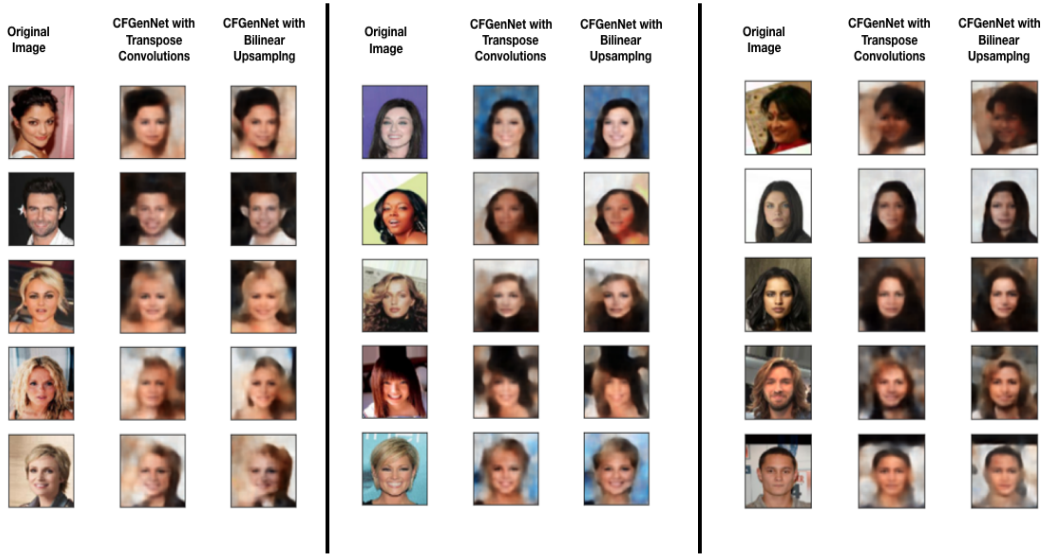 Original
Image
CFGenNet with
Transpose
Convolutions
CFGenNet with
Bilinear
Upsamplng
Original
Image
CFGenNet with
Transpose
Convolutions
CFGenNet with
Bilinear
Upsamplng
Original
Image
CFGenNet with
Transpose
Convolutions
CFGenNet with
Bilinear
Upsamplng